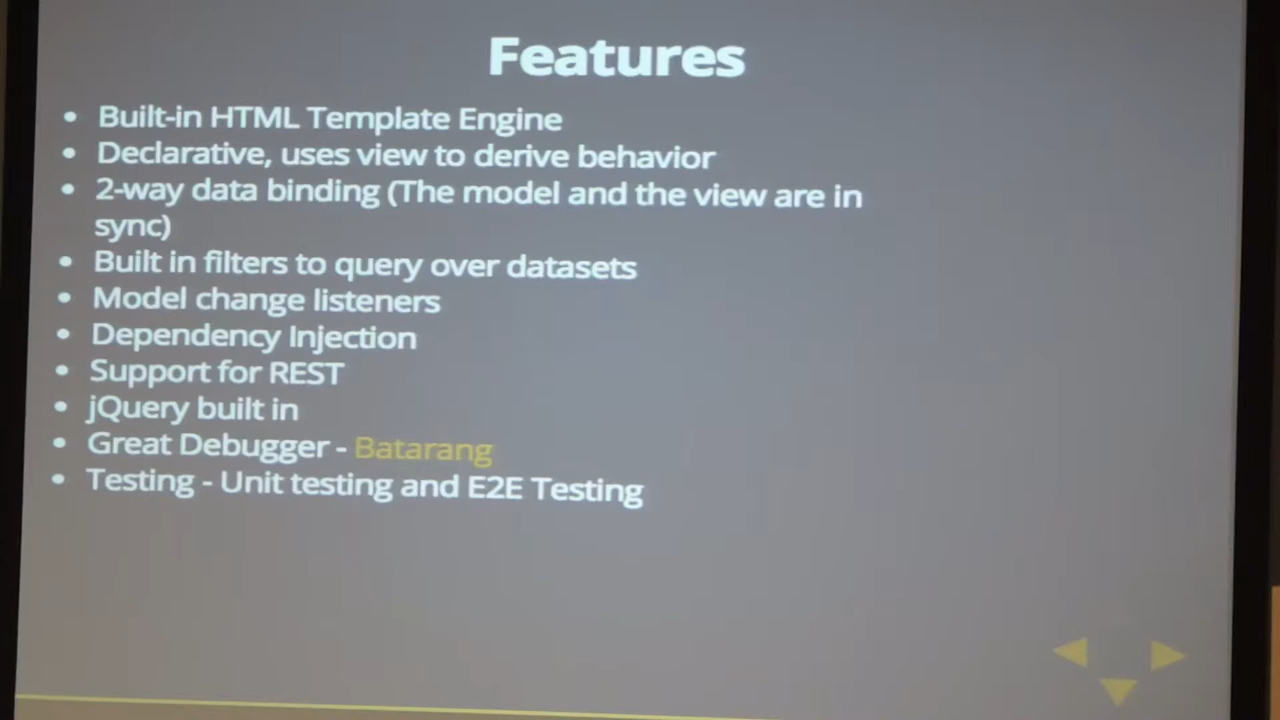 Features
• Built-in HTML Template Engine
• Declarative, uses view to derive behavior
• 2-way data binding (The model and the view are in
sync)
• Built in filters to query over datasets
• Model change listeners
• Dependency Injection
• Support for REST
• jQuery built in
• Great Debugger - Batarang
• Testing - Unit testing and E2E Testing